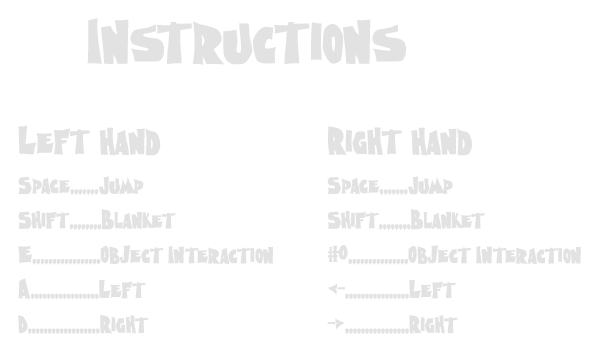 Instructions
Left hand
Space.......Jump
Shift........Blanket
E.................Object Interaction
A.................Left
D..................Right
Right hand
Space.......Jump
Shift........Blanket
#0...............Object Interaction
←................Left
→................Right